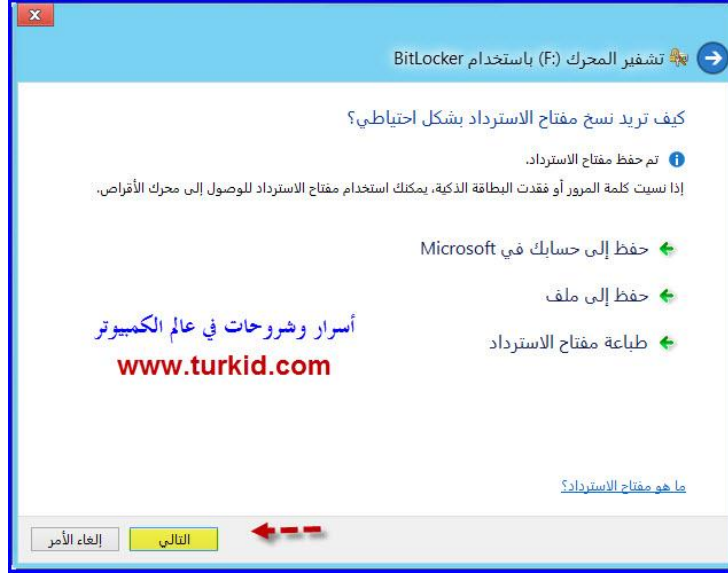 x
تشفير المحرك (F:) باستخدام BitLocker
كيف تريد نسخ مفتاح الاسترداد بشكل احتياطي؟
تم حفظ مفتاح الاسترداد.
إذا نسيت كلمة المرور أو فقدت البطاقة الذكية، يمكنك استخدام مفتاح الاسترداد للوصول إلى محرك الأقراص.
حفظ إلى حسابك في Microsoft
حفظ إلى ملف
طباعة مفتاح الاسترداد
أسرار وشروحات في عالم الكمبيوتر
www.turkid.com
ما هو مفتاح الاسترداد؟
التالي
إلغاء الأمر